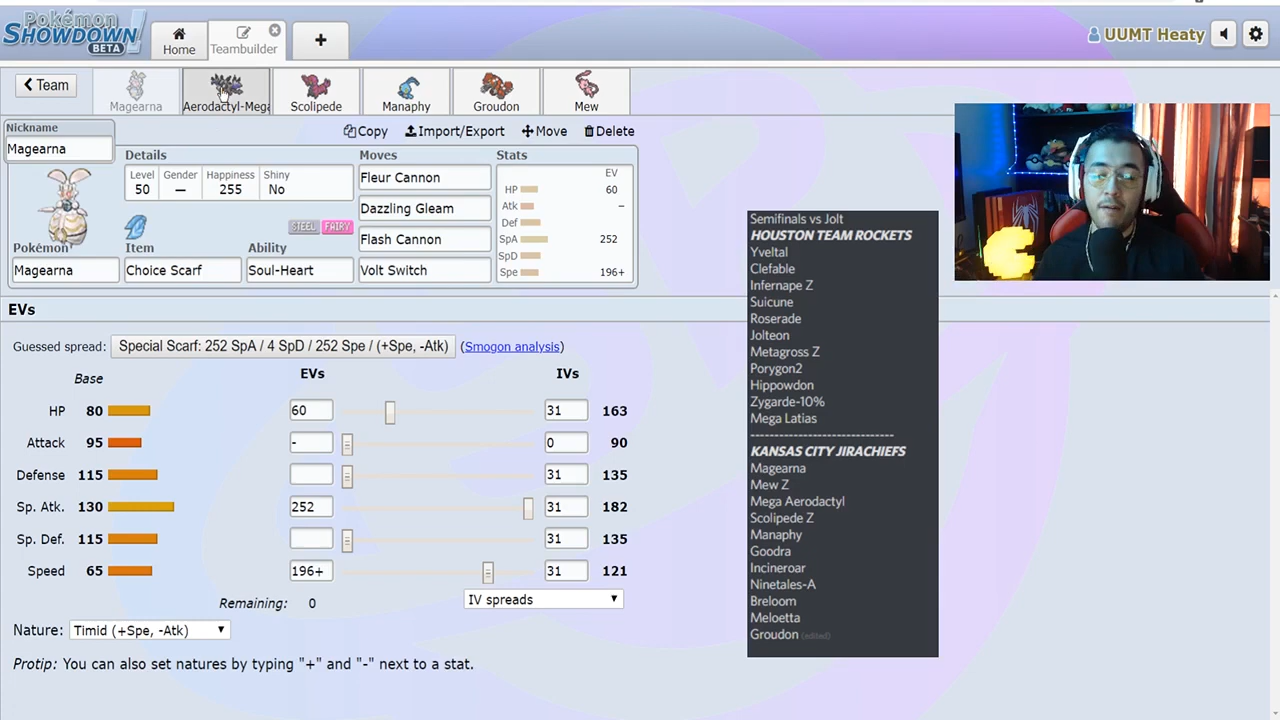 Pokémon
SHOWDOWN!
BETA
Home
Teambuilder
+
UUMT Heaty
Team
Magearna
Aerodactyl-Mega
Scolipede
Manaphy
Groudon
Mew
Nickname
Magearna
Copy
Import/Export
Move
Delete
Details
Level
50
Gender
—
Happiness
255
Shiny
No
STEEL
FAIRY
Pokémon
Magearna
Item
Choice Scarf
Ability
Soul-Heart
Moves
Fleur Cannon
Dazzling Gleam
Flash Cannon
Volt Switch
Stats
EV
HP 60
Atk –
Def
SpA 252
SpD
Spe 196+
EVs
Guessed spread: Special Scarf: 252 SpA / 4 SpD / 252 Spe / (+Spe, -Atk) (Smogon analysis)
Base EVs IVs
HP 80 60 31 163
Attack 95 - 0 90
Defense 115 31 135
Sp. Atk. 130 252 31 182
Sp. Def. 115 31 135
Speed 65 196+ 31 121
Remaining: 0 IV spreads
Nature: Timid (+Spe, -Atk)
Protip: You can also set natures by typing "+" and "-" next to a stat.
Semifinals vs Jolt
HOUSTON TEAM ROCKETS
Yveltal
Clefable
Infernape Z
Suicune
Roserade
Jolteon
Metagross Z
Porygon2
Hippowdon
Zygarde-10%
Mega Latias
------------------------------
KANSAS CITY JIRACHIEFS
Magearna
Mew Z
Mega Aerodactyl
Scolipede Z
Manaphy
Goodra
Incineroar
Ninetales-A
Breloom
Meloetta
Groudon (edited)